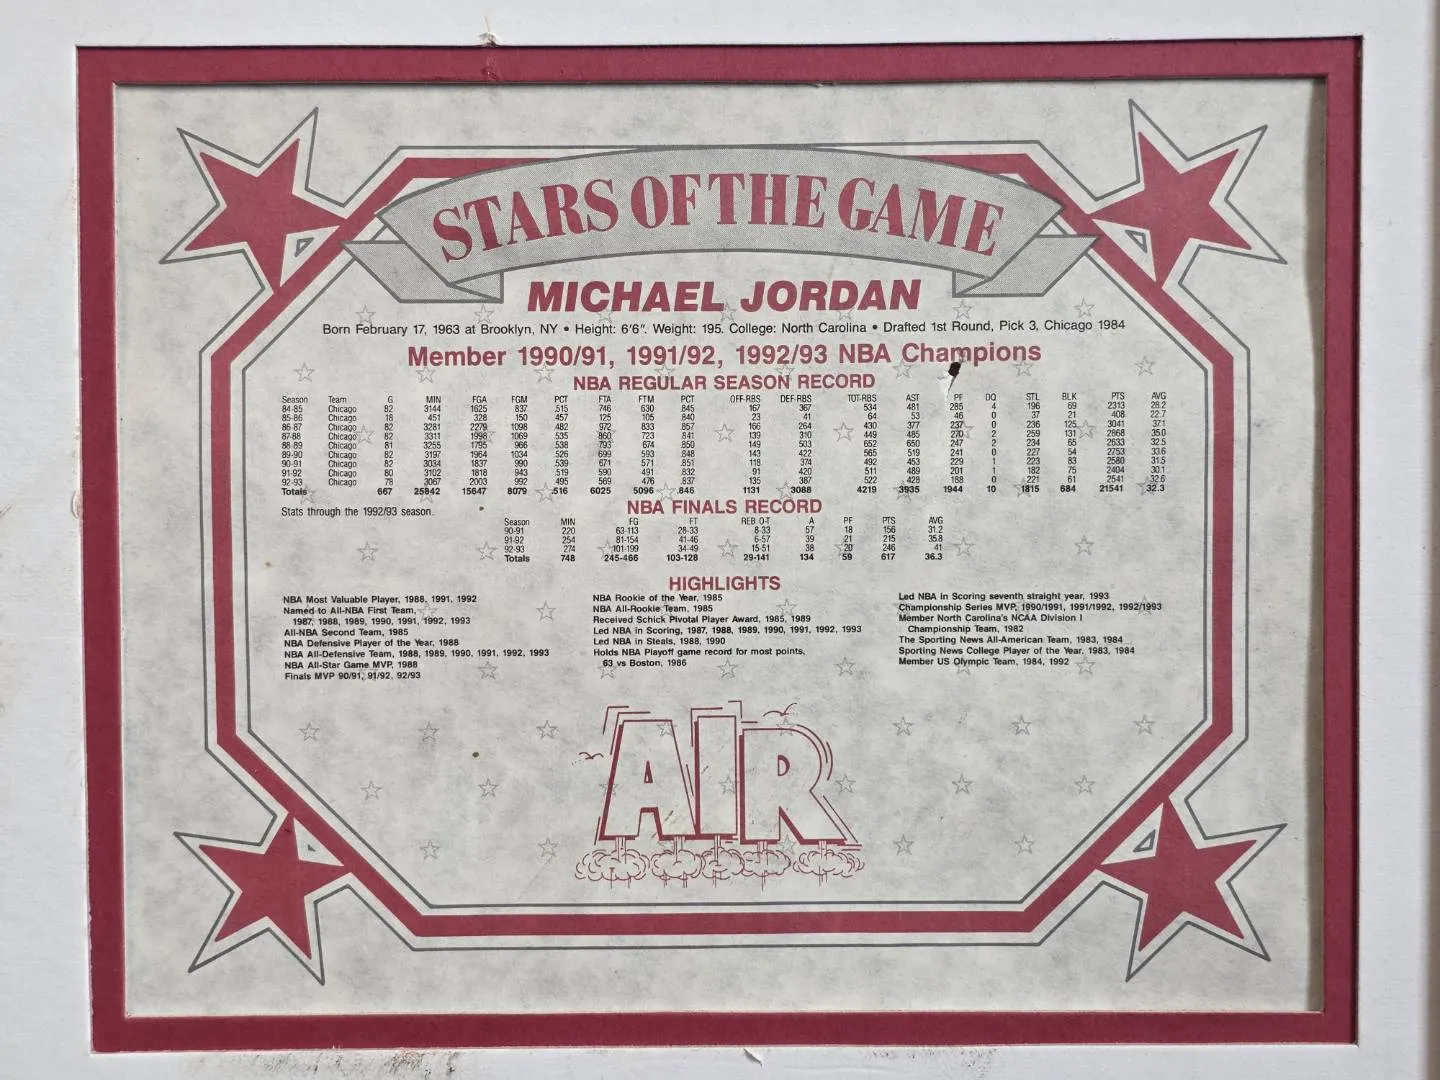 STARS OF THE GAME
MICHAEL JORDAN
Born February 17, 1963 at Brooklyn, NY • Height: 6'6". Weight: 195. College: North Carolina • Drafted 1st Round, Pick 3, Chicago 1984
Member 1990/91, 1991/92, 1992/93 NBA Champions
NBA REGULAR SEASON RECORD
Season Team G MIN FGA FGM PCT FTA FTM PCT OFF-RBS DEF-RBS TOT-RBS AST PF DQ STL BLK PTS AVG
84-85 Chicago 82 3144 1625 837 .515 746 630 .845 167 367 534 481 285 4 196 69 2313 28.2
85-86 Chicago 18 451 328 150 .457 125 105 .840 23 41 64 53 46 0 37 21 408 22.7
86-87 Chicago 82 3281 2279 1098 .482 972 833 .857 166 264 430 377 237 0 236 125 3041 37.1
87-88 Chicago 82 3311 1998 1069 .535 860 723 .841 139 310 449 485 270 2 259 131 2868 35.0
88-89 Chicago 81 3255 1795 966 .538 793 674 .850 149 503 652 650 247 2 234 65 2633 32.5
89-90 Chicago 82 3197 1964 1034 .526 699 593 .848 143 422 565 519 241 0 227 54 2753 33.6
90-91 Chicago 82 3034 1837 990 .539 671 571 .851 118 374 492 453 229 1 223 83 2580 31.5
91-92 Chicago 80 3102 1818 943 .519 590 491 .832 91 420 511 489 201 1 182 75 2404 30.1
92-93 Chicago 78 3067 2003 992 .495 569 476 .837 135 387 522 428 188 0 221 61 2541 32.6
Totals 667 25842 15647 8079 .516 6025 5096 .846 1131 3088 4219 3935 1944 10 1815 684 21541 32.3
Stats through the 1992/93 season.
NBA FINALS RECORD
Season MIN FG FT REB O-T A PF PTS AVG
90-91 220 63-113 28-33 8-33 57 18 156 31.2
91-92 254 81-154 41-46 6-57 39 21 215 35.8
92-93 274 101-199 34-49 15-51 38 20 246 41
Totals 748 245-466 103-128 29-141 134 59 617 36.3
HIGHLIGHTS
NBA Most Valuable Player, 1988, 1991, 1992
Named to All-NBA First Team,
1987, 1988, 1989, 1990, 1991, 1992, 1993
All-NBA Second Team, 1985
NBA Defensive Player of the Year, 1988
NBA All-Defensive Team, 1988, 1989, 1990, 1991, 1992, 1993
NBA All-Star Game MVP, 1988
Finals MVP 90/91, 91/92, 92/93
NBA Rookie of the Year, 1985
NBA All-Rookie Team, 1985
Received Schick Pivotal Player Award, 1985, 1989
Led NBA in Scoring, 1987, 1988, 1989, 1990, 1991, 1992, 1993
Led NBA in Steals, 1988, 1990
Holds NBA Playoff game record for most points,
63 vs Boston, 1986
Led NBA in Scoring seventh straight year, 1993
Championship Series MVP, 1990/1991, 1991/1992, 1992/1993
Member North Carolina's NCAA Division I
Championship Team, 1982
The Sporting News All-American Team, 1983, 1984
Sporting News College Player of the Year, 1983, 1984
Member US Olympic Team, 1984, 1992
AIR